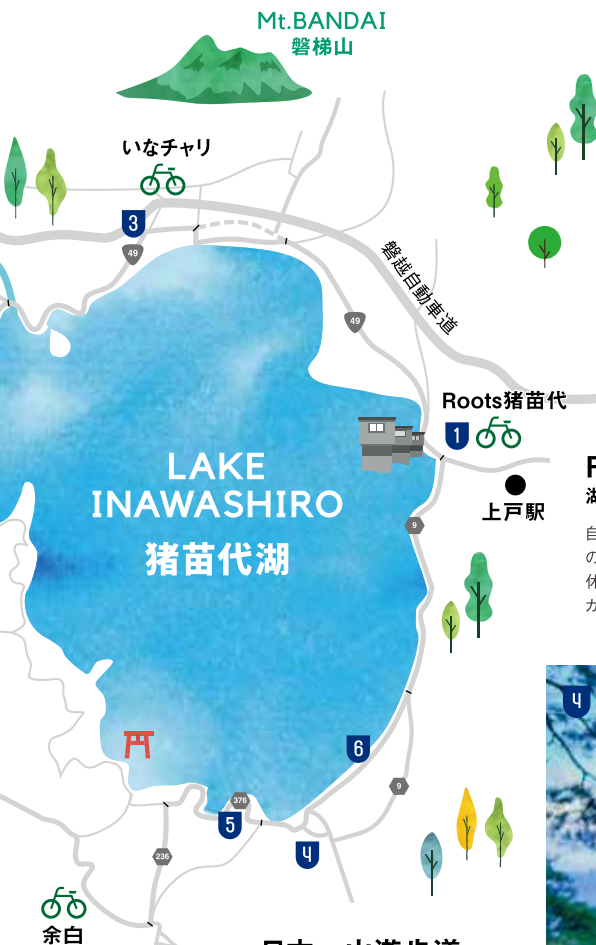 Mt.BANDAI
磐梯山
いなチャリ
3
49
磐越自動車道
49
Roots猪苗代
1
上戸駅
LAKE
INAWASHIRO
猪苗代湖
9
4
6
9
376
5
4
236
余白